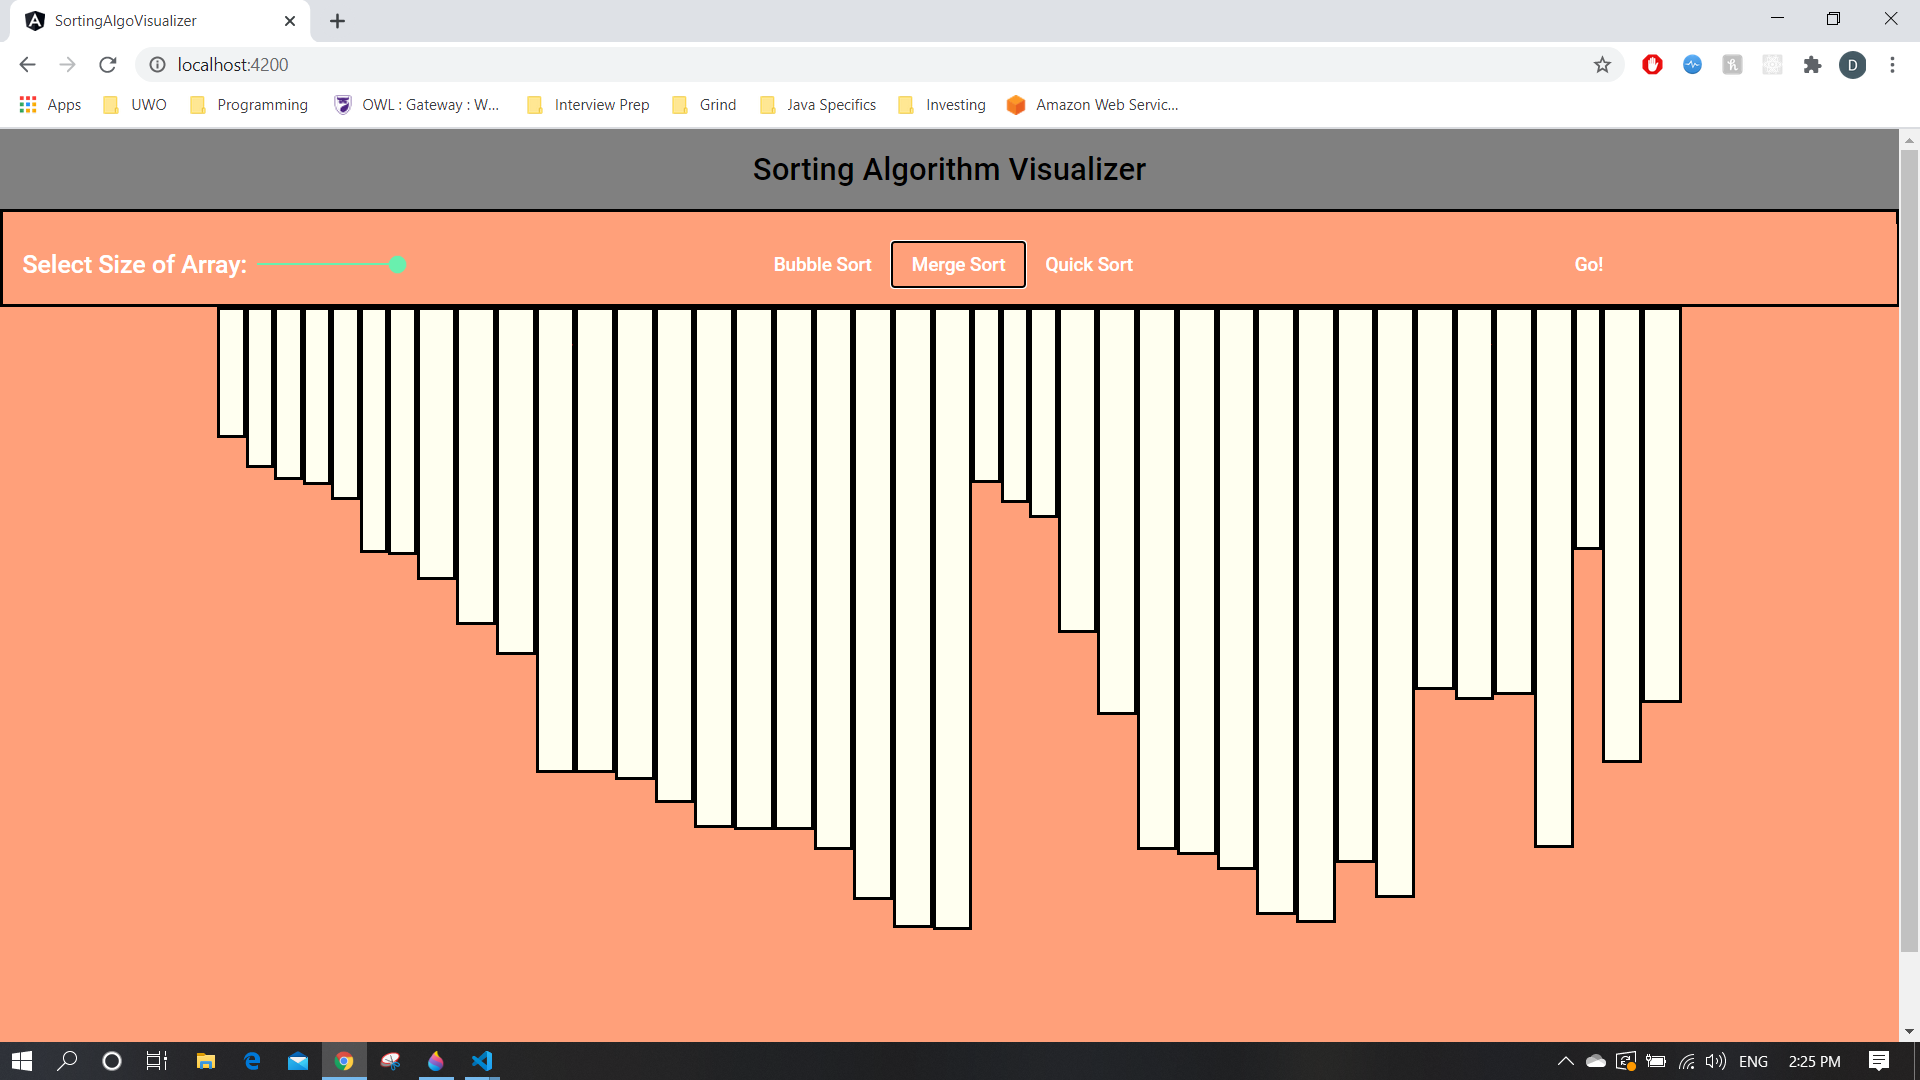 SortingAlgoVisualizer
localhost:4200
D
Apps UWO Programming OWL : Gateway : W... Interview Prep Grind Java Specifics Investing Amazon Web Servic...
Sorting Algorithm Visualizer
Select Size of Array: Bubble Sort Merge Sort Quick Sort Go!
ENG 2:25 PM